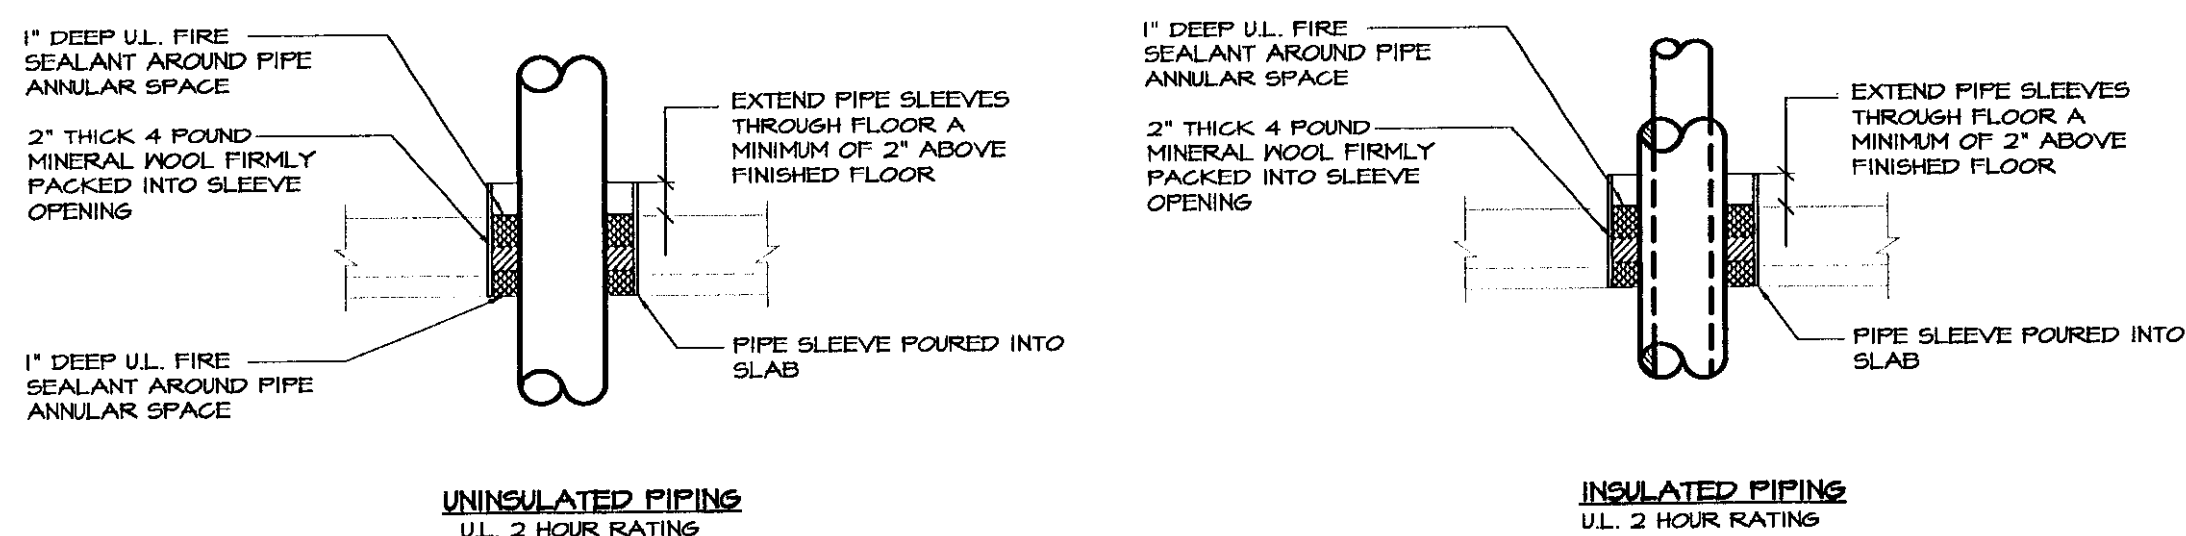 1" DEEP U.L. FIRE
SEALANT AROUND PIPE
ANNULAR SPACE
2" THICK 4 POUND
MINERAL WOOL FIRMLY
PACKED INTO SLEEVE
OPENING
1" DEEP U.L. FIRE
SEALANT AROUND PIPE
ANNULAR SPACE
EXTEND PIPE SLEEVES
THROUGH FLOOR A
MINIMUM OF 2" ABOVE
FINISHED FLOOR
PIPE SLEEVE POURED INTO
SLAB
UNINSULATED PIPING
U.L. 2 HOUR RATING
1" DEEP U.L. FIRE
SEALANT AROUND PIPE
ANNULAR SPACE
2" THICK 4 POUND
MINERAL WOOL FIRMLY
PACKED INTO SLEEVE
OPENING
EXTEND PIPE SLEEVES
THROUGH FLOOR A
MINIMUM OF 2" ABOVE
FINISHED FLOOR
PIPE SLEEVE POURED INTO
SLAB
INSULATED PIPING
U.L. 2 HOUR RATING